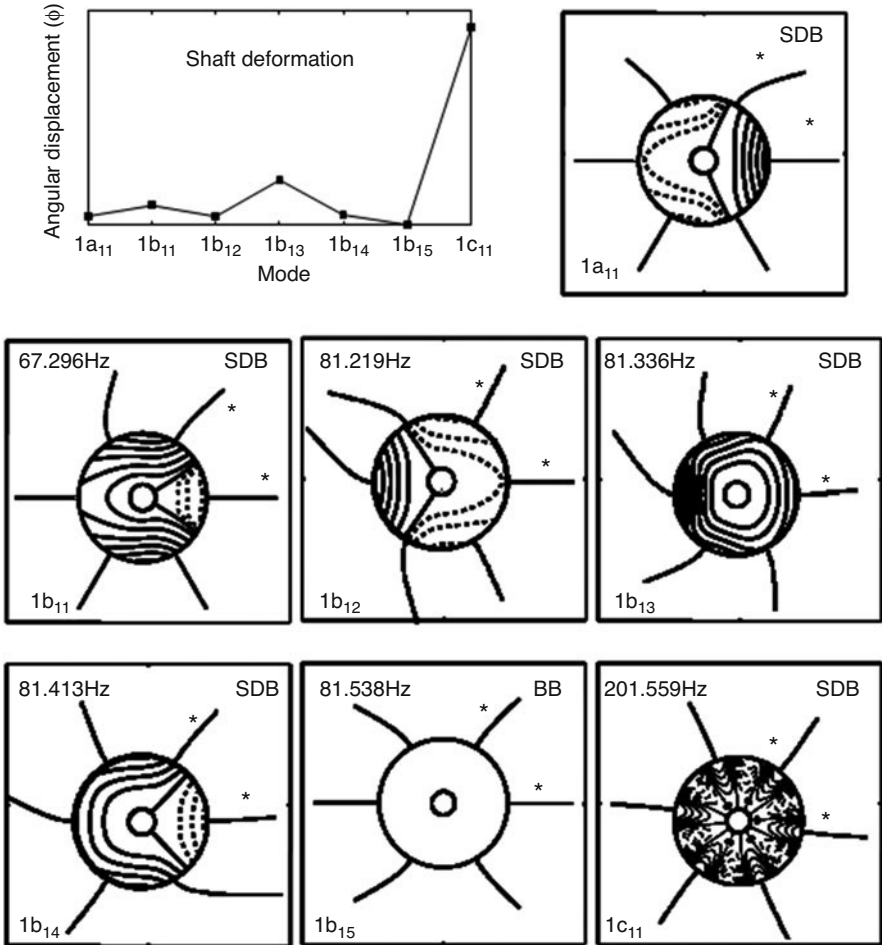 Angular displacement (ϕ)
Shaft deformation
1a₁₁ 1b₁₁ 1b₁₂ 1b₁₃ 1b₁₄ 1b₁₅ 1c₁₁
Mode
SDB
*
*
1a₁₁
67.296Hz SDB
*
*
1b₁₁
81.219Hz SDB
*
*
1b₁₂
81.336Hz SDB
*
*
1b₁₃
81.413Hz SDB
*
*
1b₁₄
81.538Hz BB
*
*
1b₁₅
201.559Hz SDB
*
*
1c₁₁